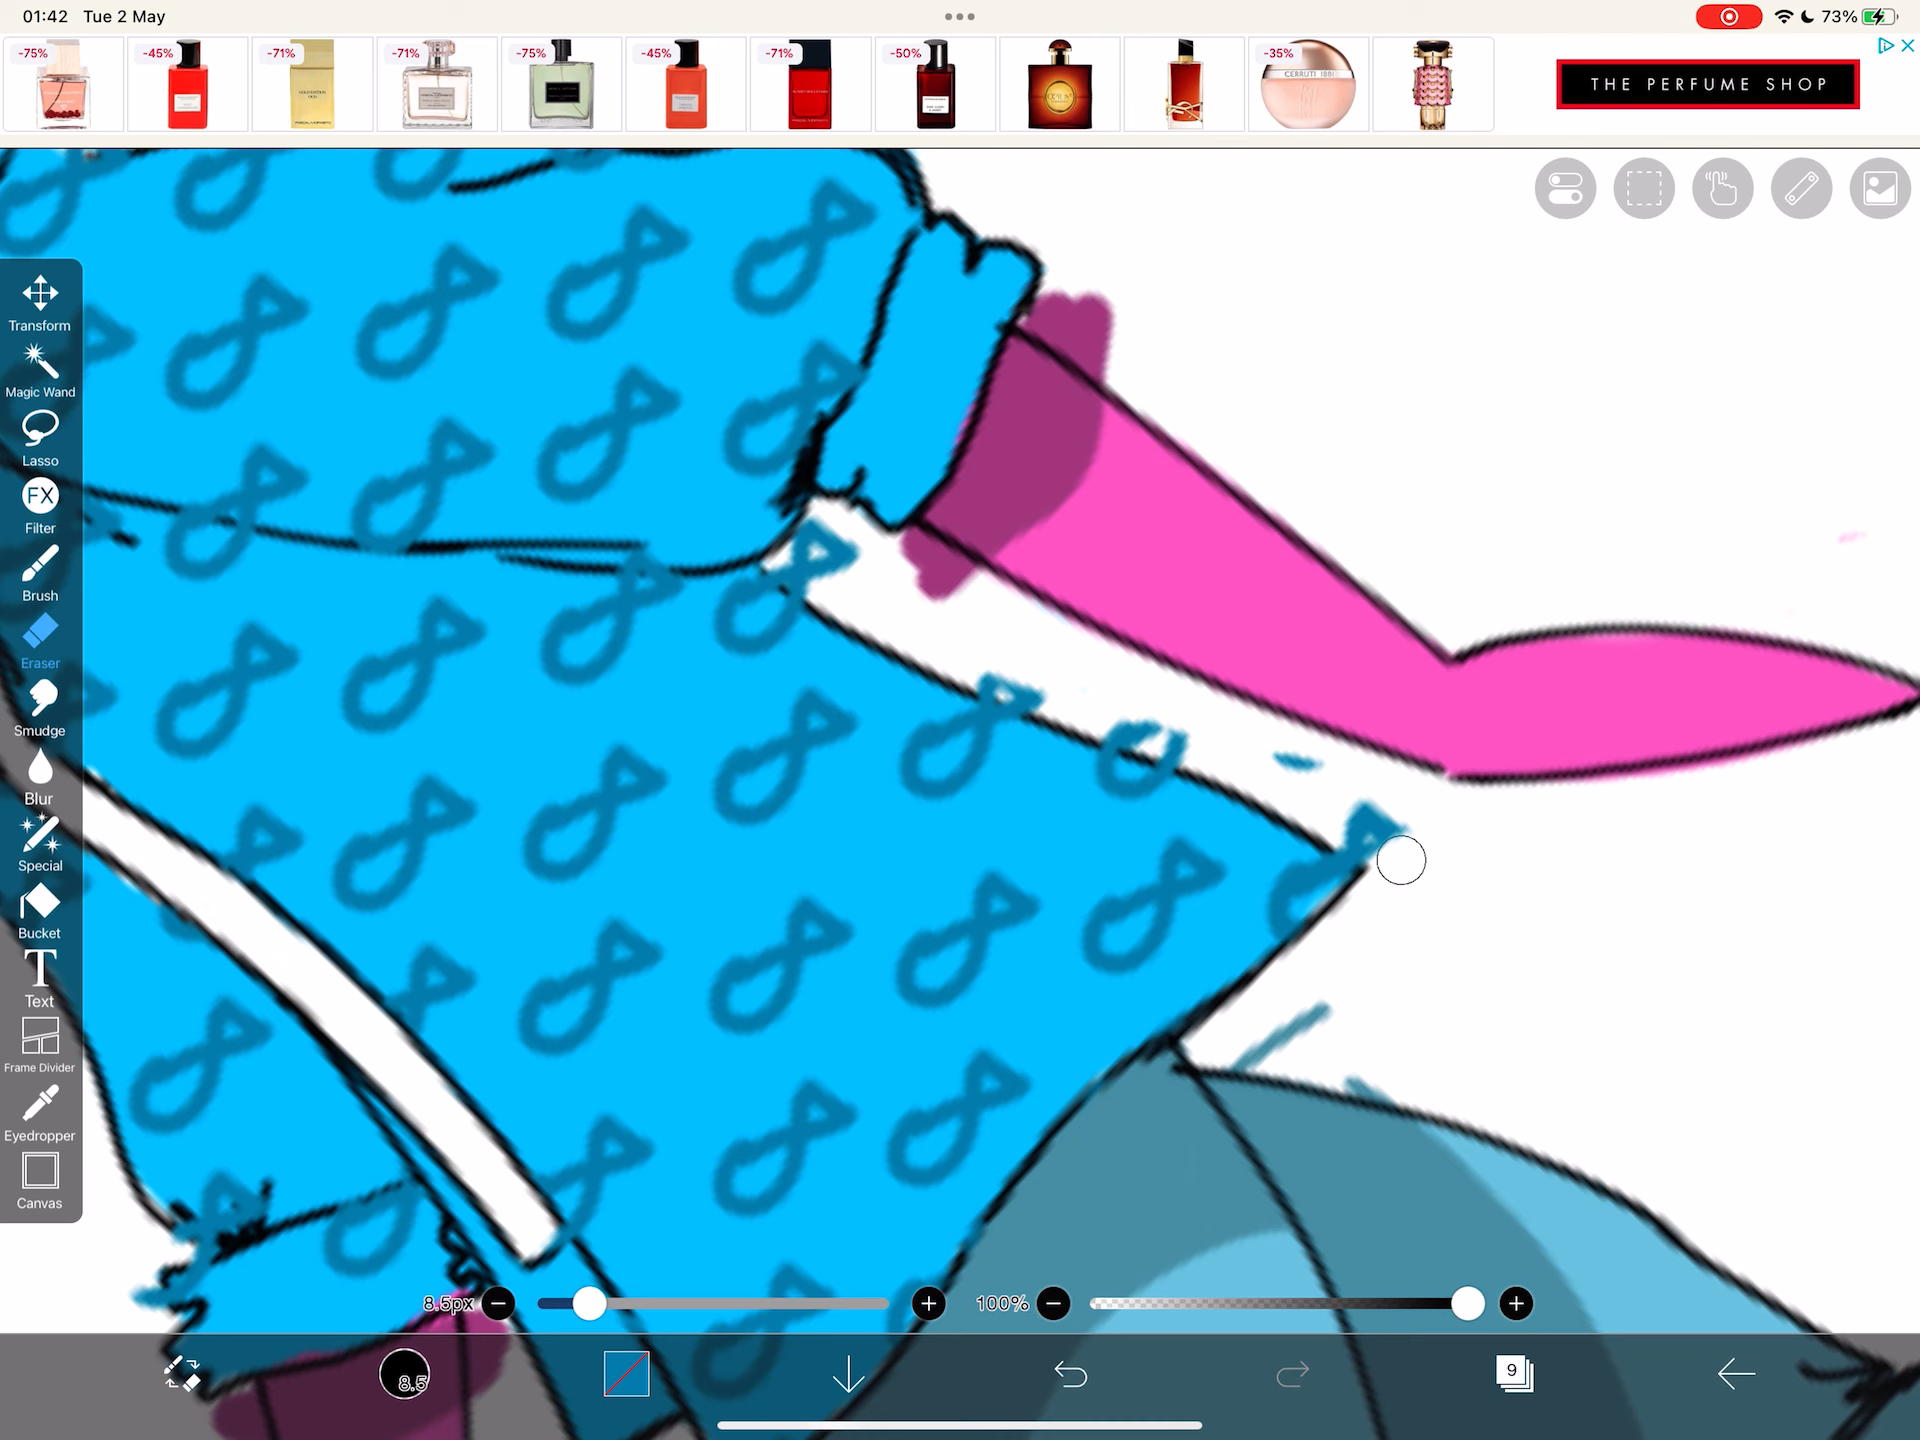 01:42 Tue 2 May
73%
-75%
-45%
-71%
-71%
-75%
-45%
-71%
-50%
-35%
CERRUTI 1881
THE PERFUME SHOP
Transform
Magic Wand
Lasso
FX
Filter
Brush
Eraser
Smudge
Blur
Special
Bucket
T
Text
Frame Divider
Eyedropper
Canvas
8.5px
100%
8.5
9